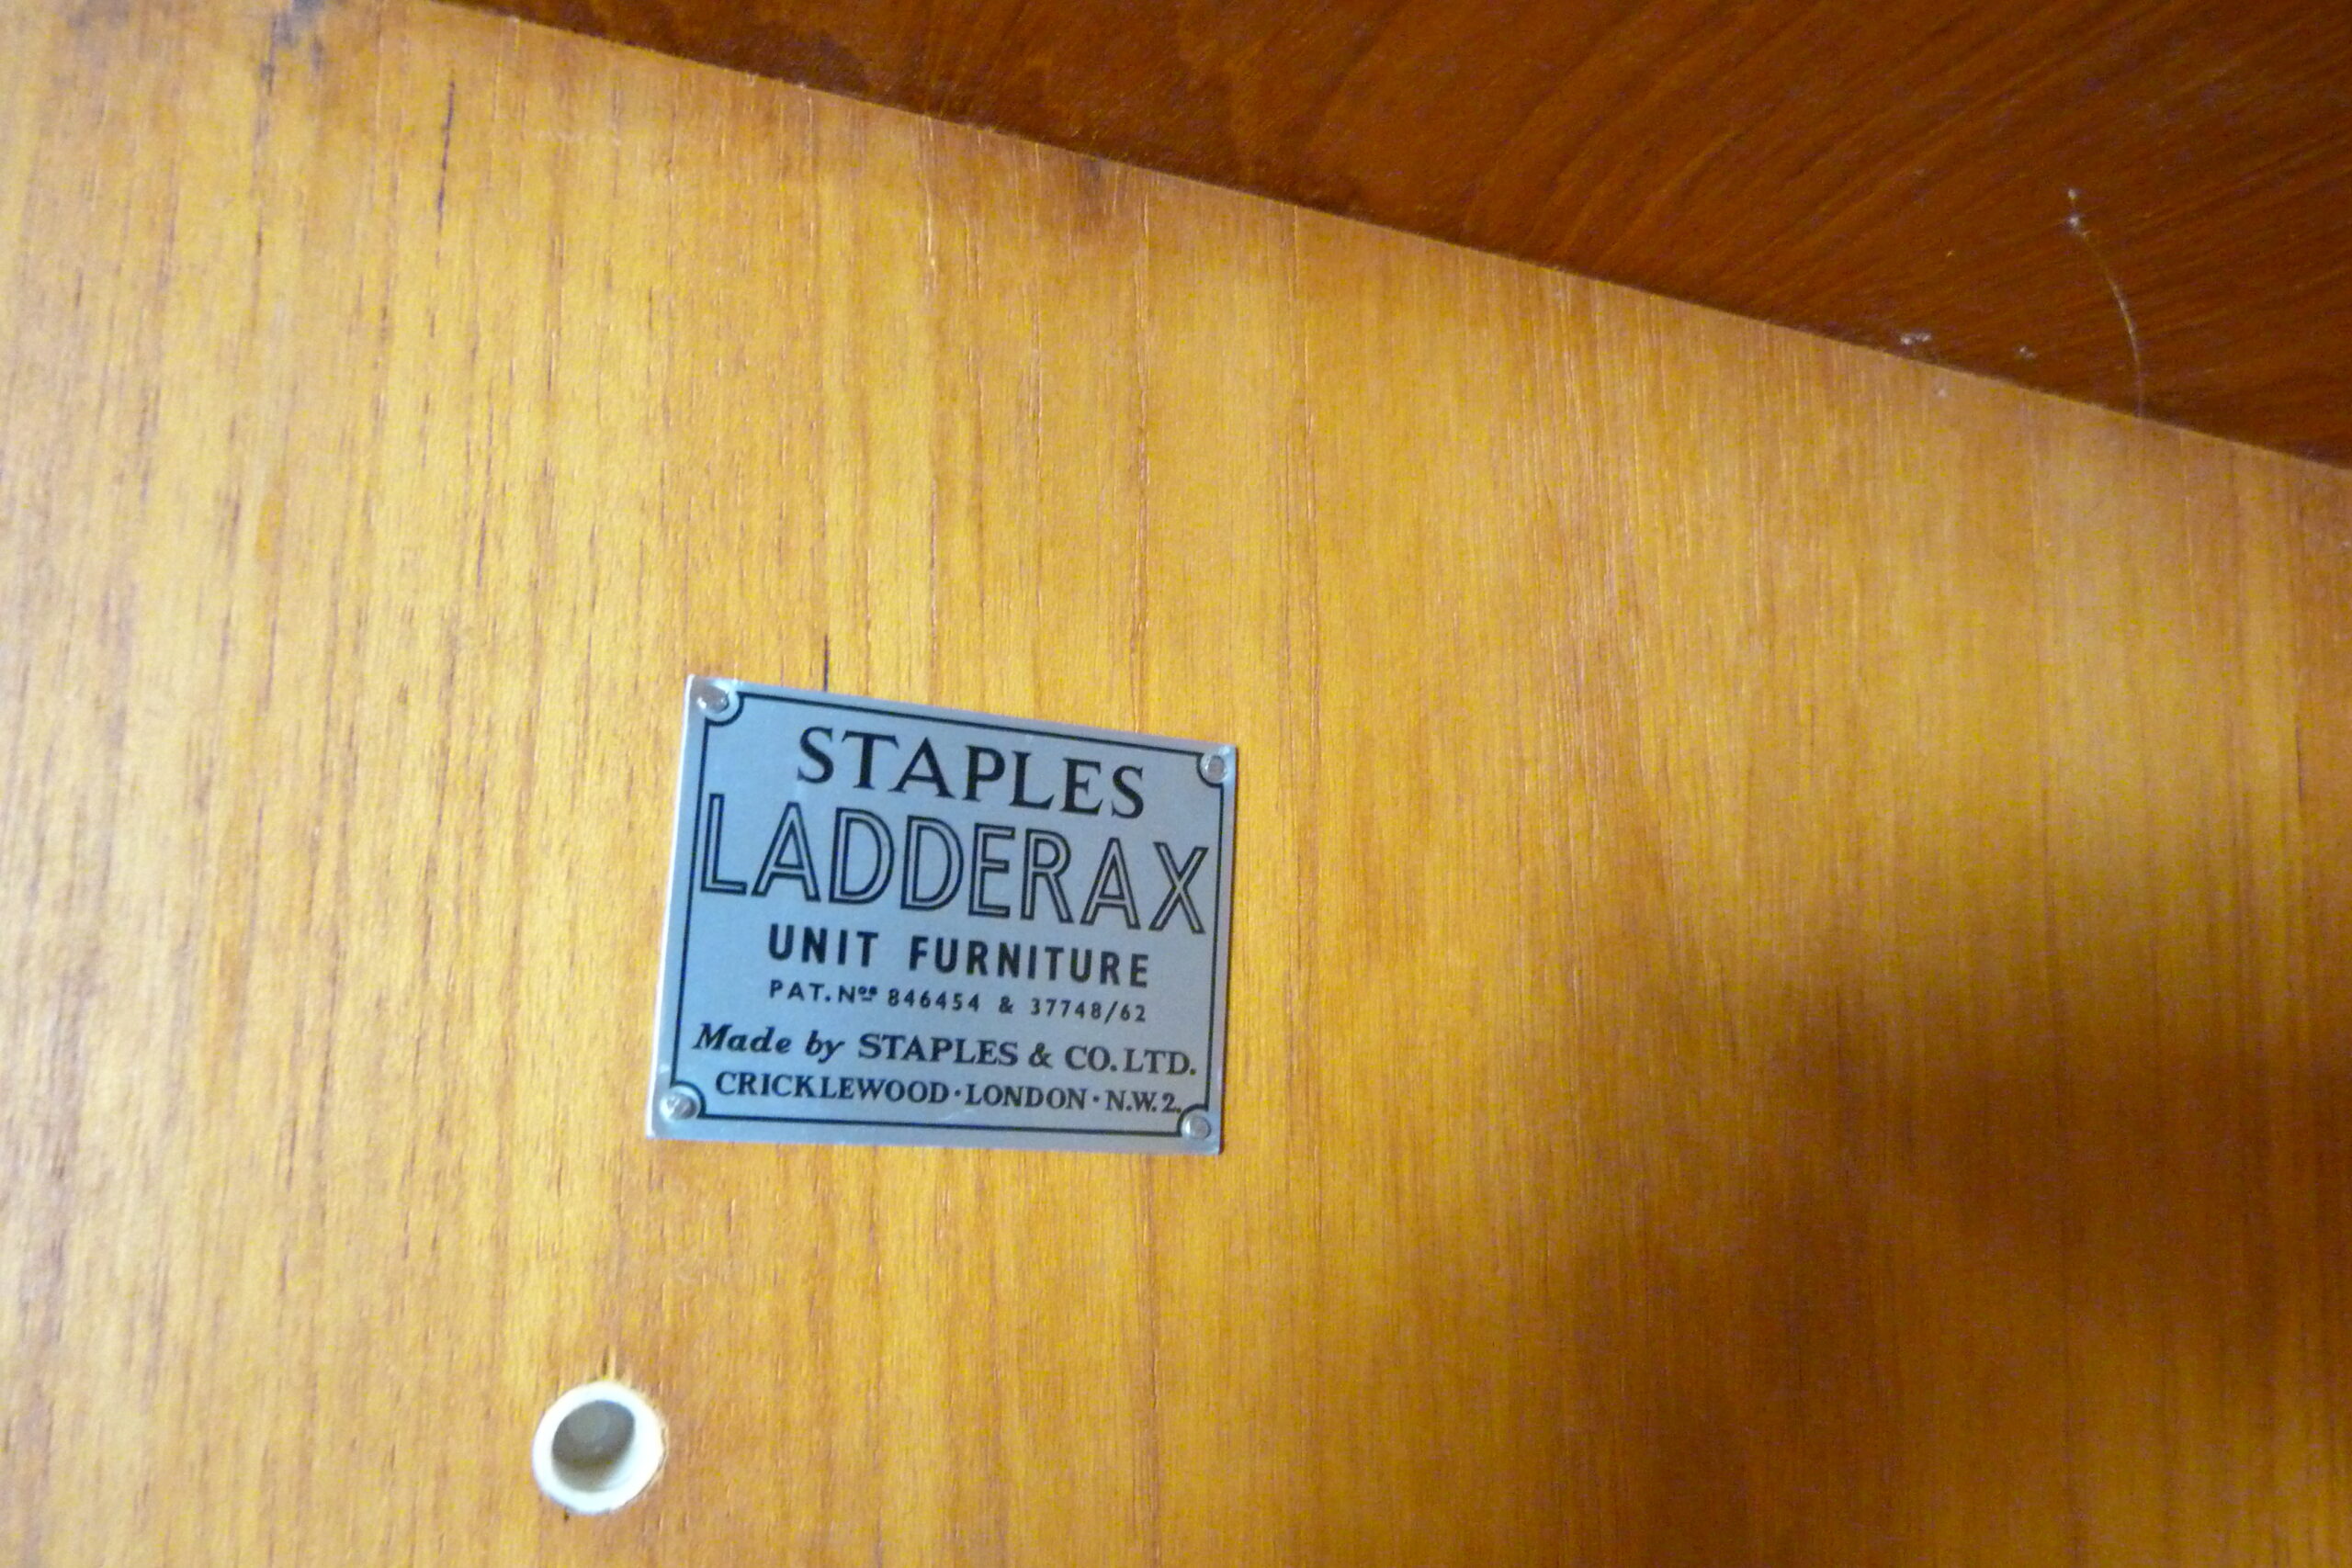 STAPLES
LADDERAX
UNIT FURNITURE
PAT. Nos 846454 & 37748/62
Made by STAPLES & CO. LTD.
CRICKLEWOOD · LONDON · N.W.2.